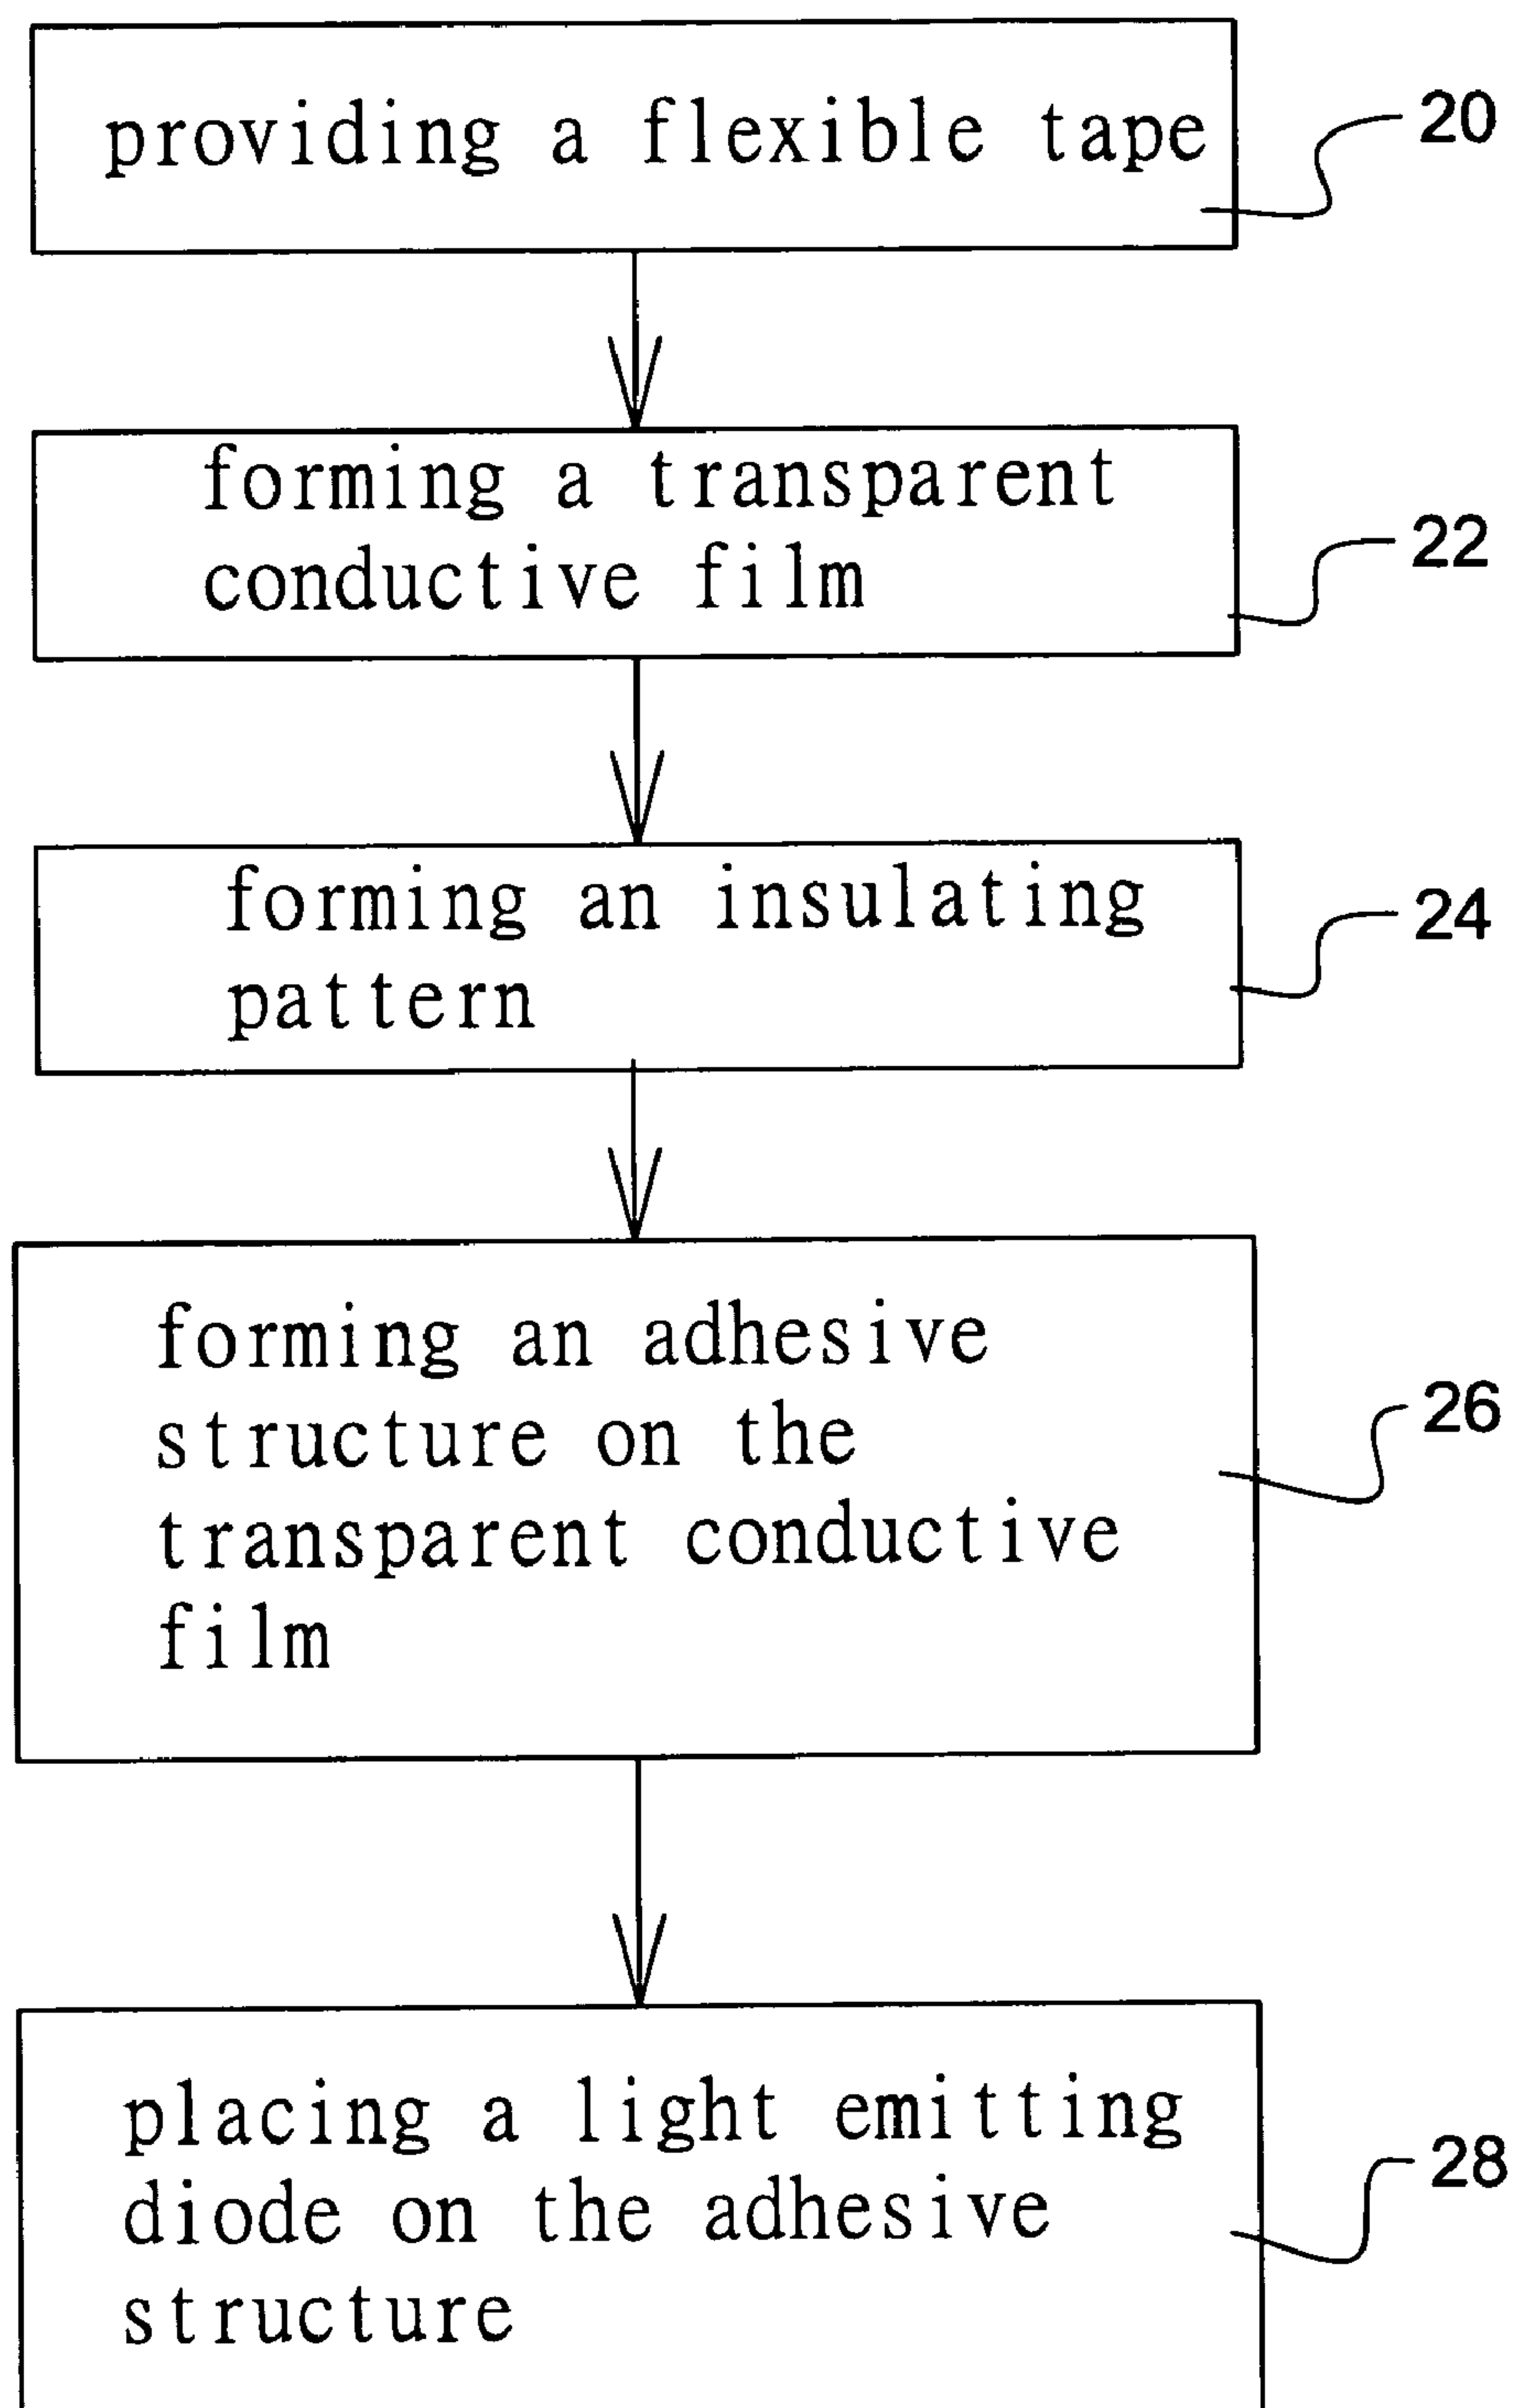 providing a flexible tape
20
forming a transparent
conductive film
22
forming an insulating
pattern
24
forming an adhesive
structure on the
transparent conductive
film
26
placing a light emitting
diode on the adhesive
structure
28